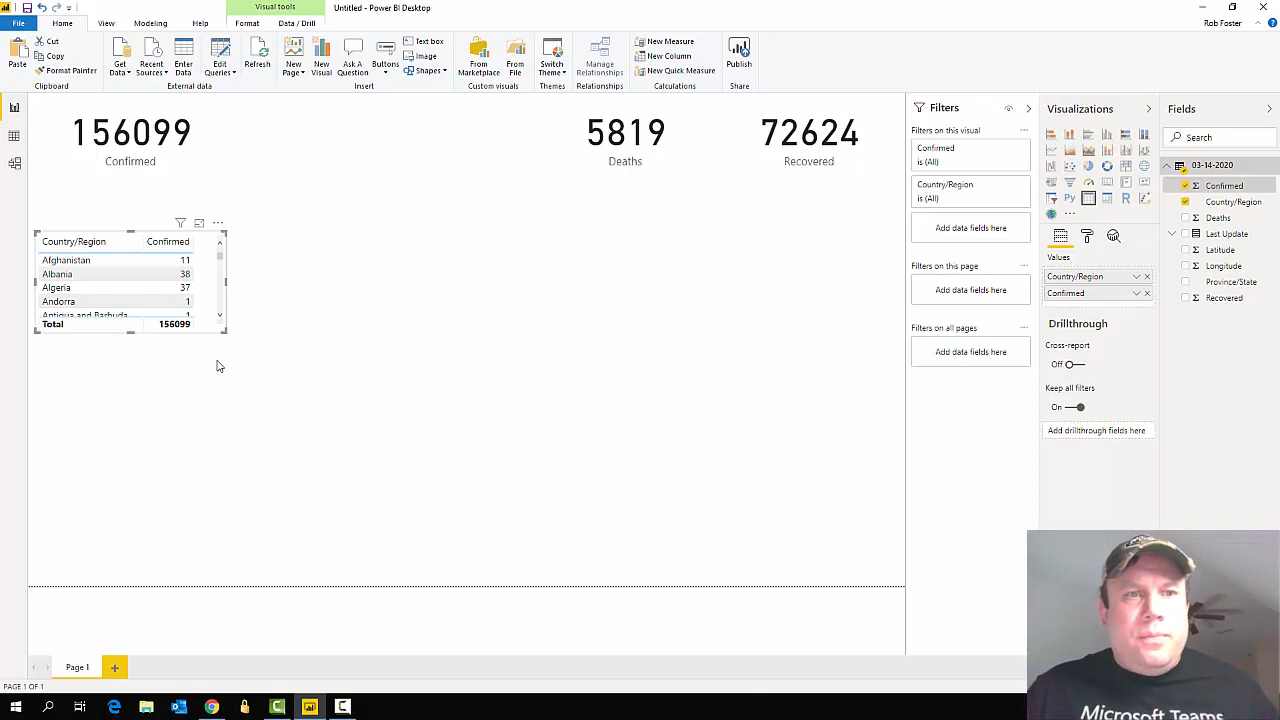 Visual tools
Untitled - Power BI Desktop
Rob Foster
File
Home
View
Modeling
Help
Format
Data / Drill
Paste
Cut
Copy
Format Painter
Clipboard
Get
Data
Recent
Sources
Enter
Data
Edit
Queries
Refresh
External data
New
Page
New
Visual
Ask A
Question
Buttons
Text box
Image
Shapes
Insert
From
Marketplace
From
File
Custom visuals
Switch
Theme
Themes
Manage
Relationships
Relationships
New Measure
New Column
New Quick Measure
Calculations
Publish
Share
156099
Confirmed
5819
Deaths
72624
Recovered
Country/Region Confirmed
Afghanistan 11
Albania 38
Algeria 37
Andorra 1
Antigua and Barbuda 1
Total 156099
Filters
Filters on this visual
Confirmed
is (All)
Country/Region
is (All)
Add data fields here
Filters on this page
Add data fields here
Filters on all pages
Add data fields here
Visualizations
Py
R
Values
Country/Region
Confirmed
Drillthrough
Cross-report
Off
Keep all filters
On
Add drillthrough fields here
Fields
Search
03-14-2020
Confirmed
Country/Region
Deaths
Last Update
Latitude
Longitude
Province/State
Recovered
Microsoft Teams
Page 1
PAGE 1 OF 1